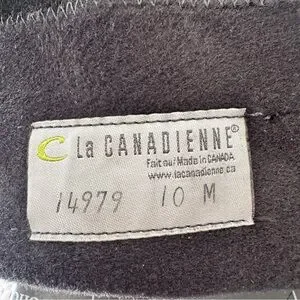 La CANADIENNE®
Fait au/Made in CANADA
www.lacanadienne.ca
14979 10 M